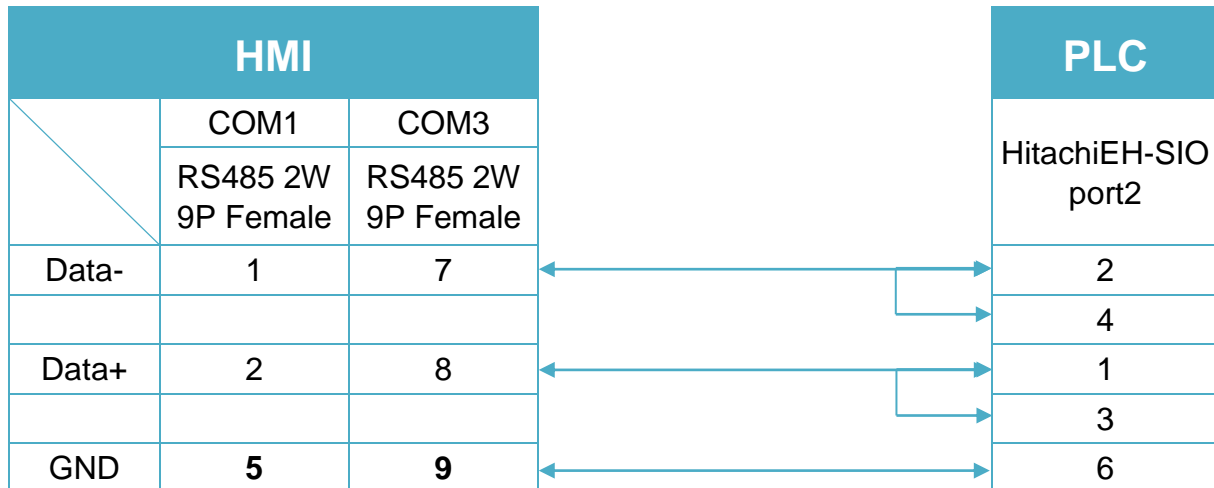 HMI PLC
COM1 COM3
HitachiEH-SIO
port2
RS485 2W RS485 2W
9P Female 9P Female
Data- 1 7 2
4
Data+ 2 8 1
3
GND 5 9 6